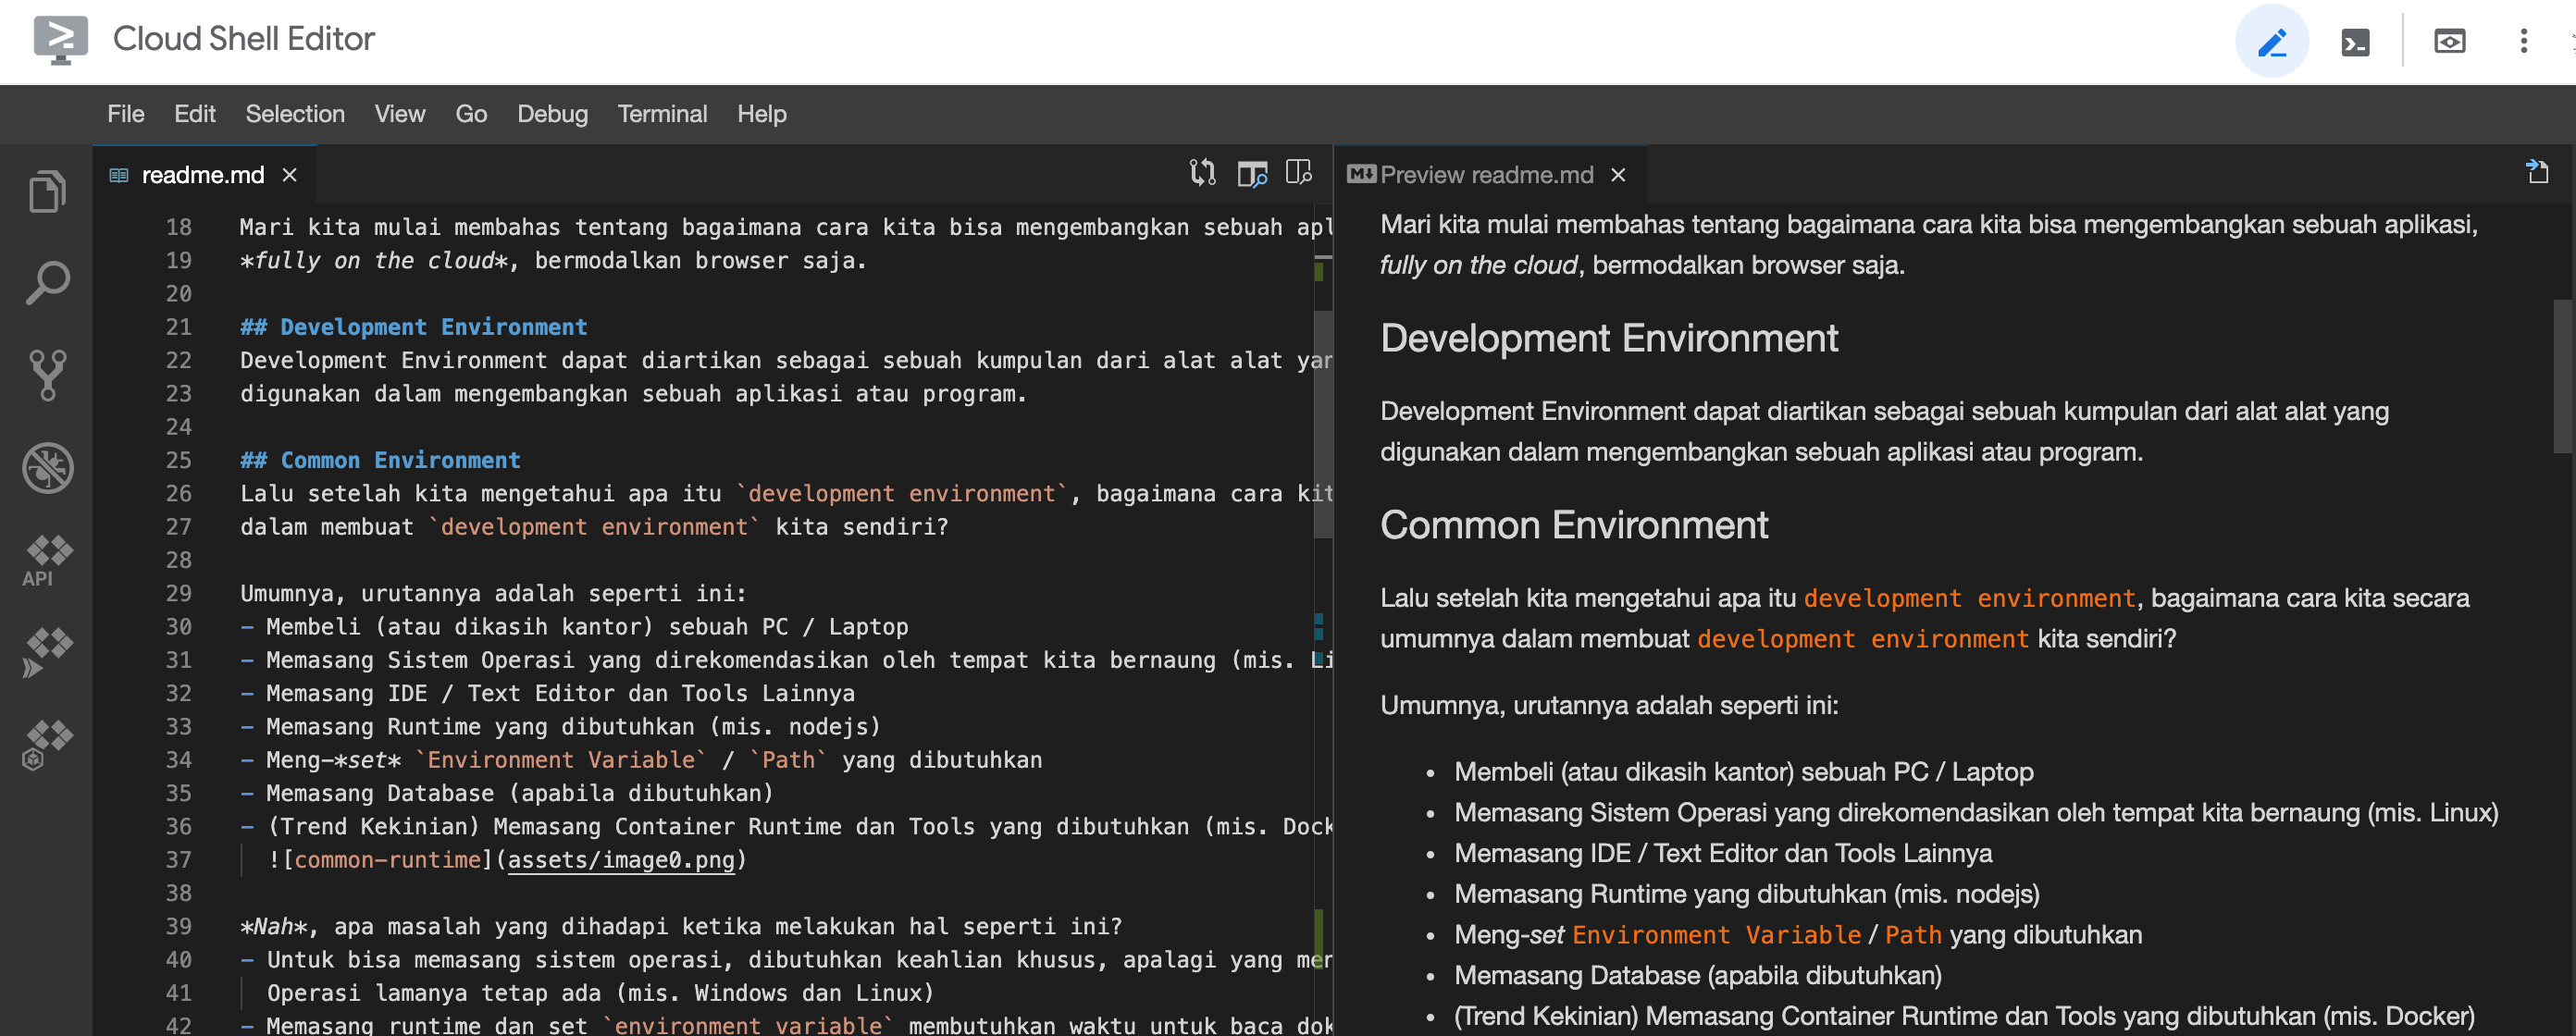 Cloud Shell Editor
File Edit Selection View Go Debug Terminal Help
API
readme.md
18 Mari kita mulai membahas tentang bagaimana cara kita bisa mengembangkan sebuah apl
19 *fully on the cloud*, bermodalkan browser saja.
20
21 ## Development Environment
22 Development Environment dapat diartikan sebagai sebuah kumpulan dari alat alat yan
23 digunakan dalam mengembangkan sebuah aplikasi atau program.
24
25 ## Common Environment
26 Lalu setelah kita mengetahui apa itu `development environment`, bagaimana cara kit
27 dalam membuat `development environment` kita sendiri?
28
29 Umumnya, urutannya adalah seperti ini:
30 - Membeli (atau dikasih kantor) sebuah PC / Laptop
31 - Memasang Sistem Operasi yang direkomendasikan oleh tempat kita bernaung (mis. Li
32 - Memasang IDE / Text Editor dan Tools Lainnya
33 - Memasang Runtime yang dibutuhkan (mis. nodejs)
34 - Meng-*set* `Environment Variable` / `Path` yang dibutuhkan
35 - Memasang Database (apabila dibutuhkan)
36 - (Trend Kekinian) Memasang Container Runtime dan Tools yang dibutuhkan (mis. Dock
37 ![common-runtime](assets/image0.png)
38
39 *Nah*, apa masalah yang dihadapi ketika melakukan hal seperti ini?
40 - Untuk bisa memasang sistem operasi, dibutuhkan keahlian khusus, apalagi yang men
41 Operasi lamanya tetap ada (mis. Windows dan Linux)
42 - Memasang runtime dan set `environment variable` membutuhkan waktu untuk baca dok
M↓ Preview readme.md
Mari kita mulai membahas tentang bagaimana cara kita bisa mengembangkan sebuah aplikasi,
fully on the cloud, bermodalkan browser saja.
Development Environment
Development Environment dapat diartikan sebagai sebuah kumpulan dari alat alat yang
digunakan dalam mengembangkan sebuah aplikasi atau program.
Common Environment
Lalu setelah kita mengetahui apa itu development environment, bagaimana cara kita secara
umumnya dalam membuat development environment kita sendiri?
Umumnya, urutannya adalah seperti ini:
• Membeli (atau dikasih kantor) sebuah PC / Laptop
• Memasang Sistem Operasi yang direkomendasikan oleh tempat kita bernaung (mis. Linux)
• Memasang IDE / Text Editor dan Tools Lainnya
• Memasang Runtime yang dibutuhkan (mis. nodejs)
• Meng-set Environment Variable / Path yang dibutuhkan
• Memasang Database (apabila dibutuhkan)
• (Trend Kekinian) Memasang Container Runtime dan Tools yang dibutuhkan (mis. Docker)